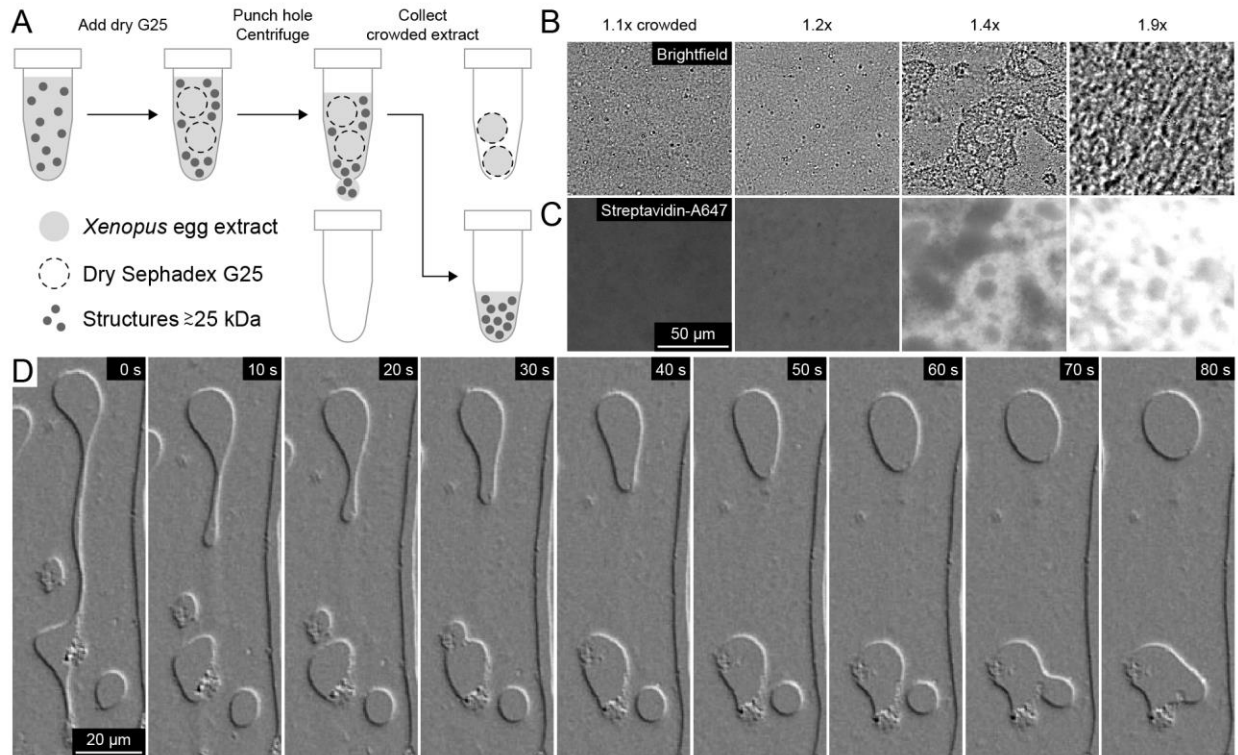 A
Add dry G25
Punch hole
Centrifuge
Collect
crowded extract
Xenopus egg extract
Dry Sephadex G25
Structures ≳25 kDa
B
1.1x crowded
1.2x
1.4x
1.9x
Brightfield
C
Streptavidin-A647
50 µm
D
0 s
10 s
20 s
30 s
40 s
50 s
60 s
70 s
80 s
20 µm